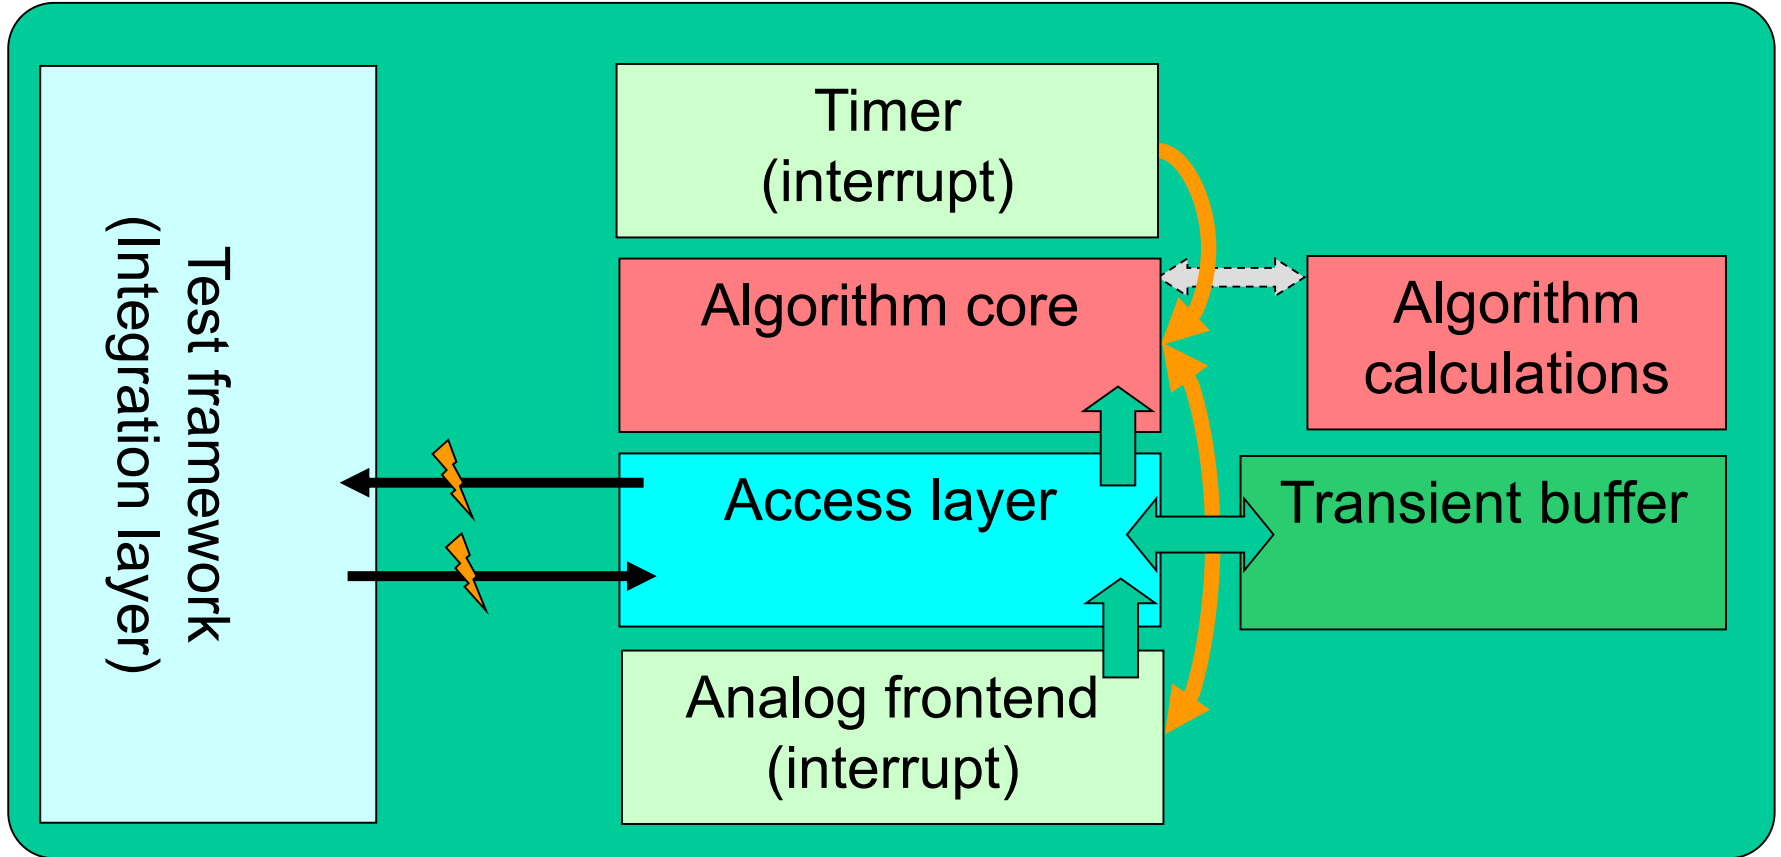 Test framework
(Integration layer)
Timer
(interrupt)
Algorithm core
Algorithm
calculations
Access layer
Transient buffer
Analog frontend
(interrupt)